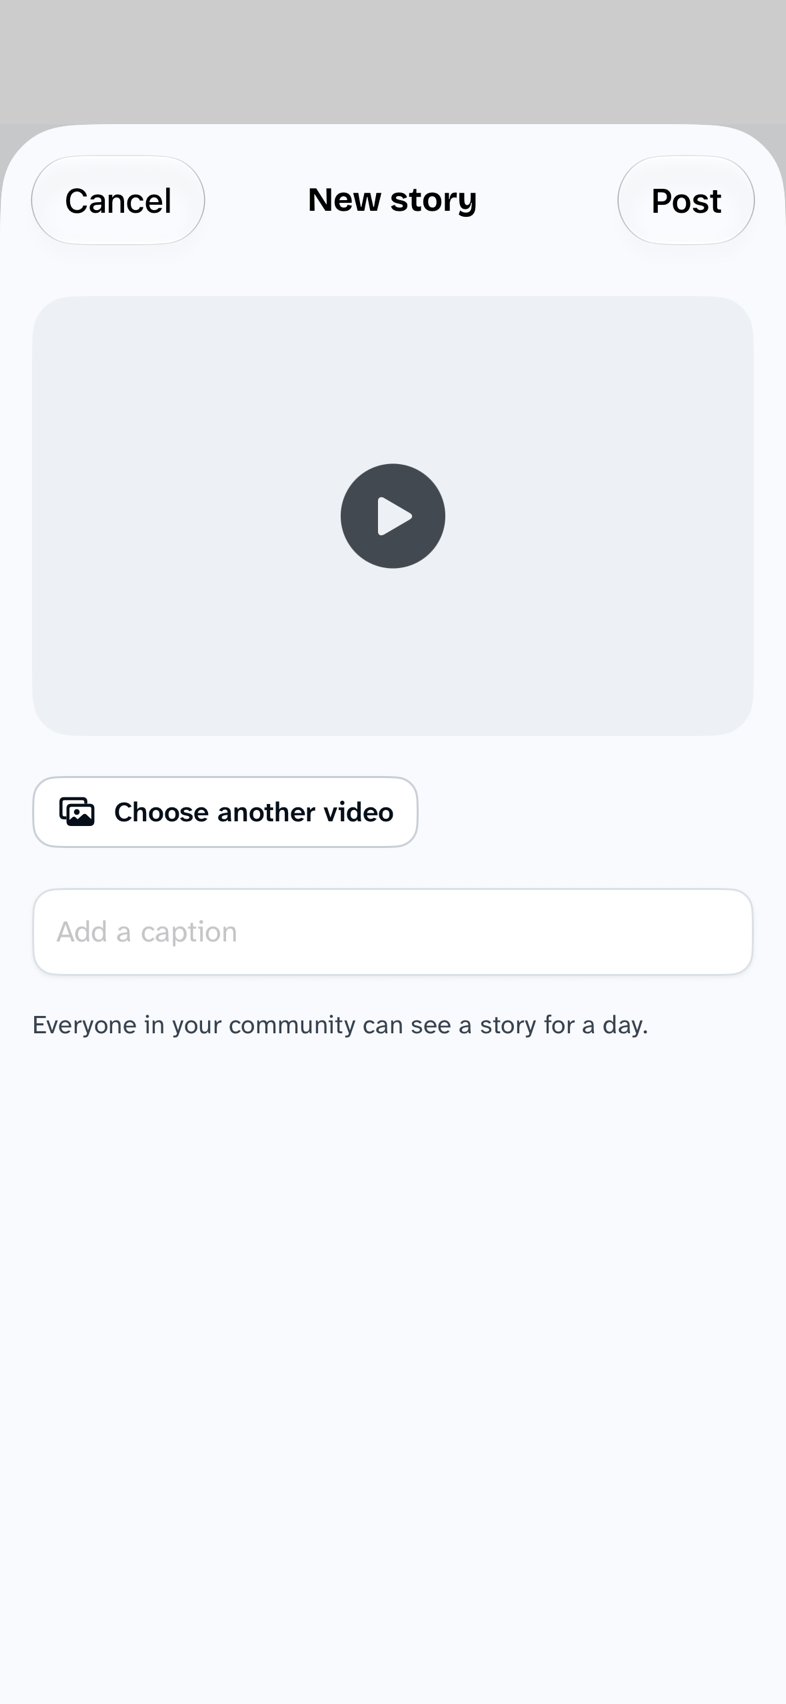 Cancel
New story
Post
Choose another video
Add a caption
Everyone in your community can see a story for a day.